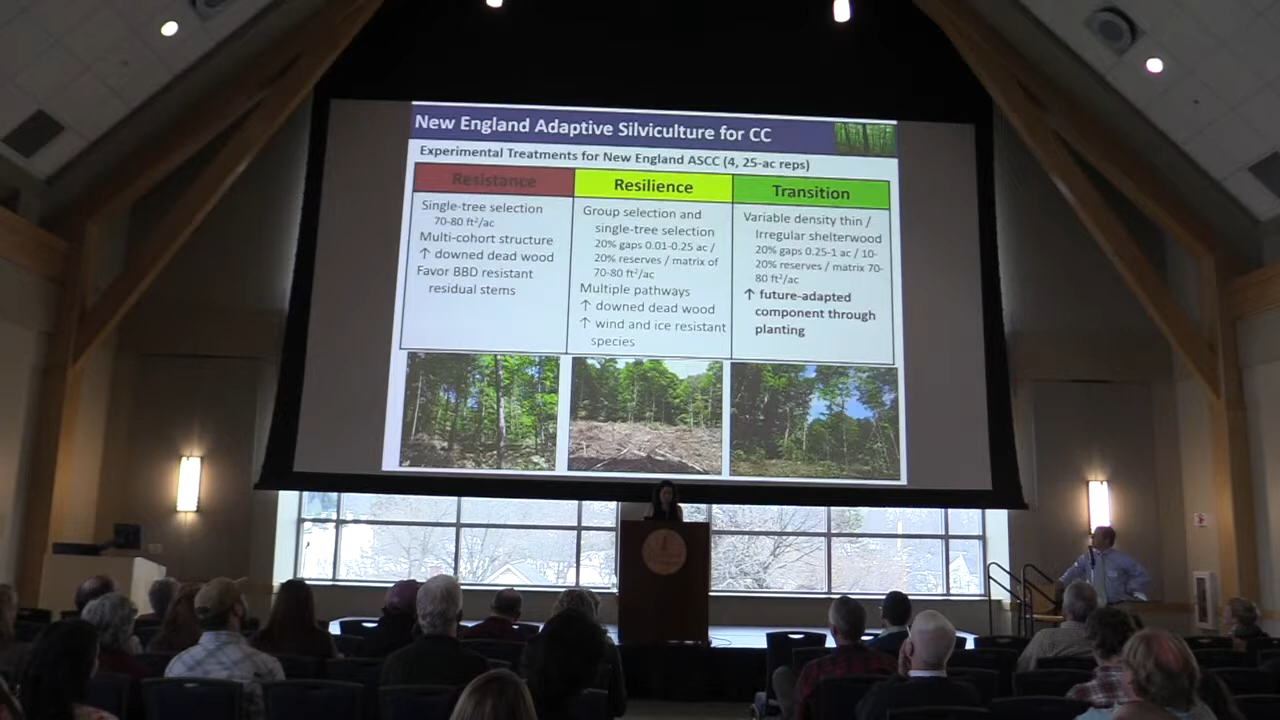 New England Adaptive Silviculture for CC
Experimental Treatments for New England ASCC (4, 25-ac reps)
Resistance
Single-tree selection
70-80 ft²/ac
Multi-cohort structure
↑ downed dead wood
Favor BBD resistant
residual stems
Resilience
Group selection and
single-tree selection
20% gaps 0.01-0.25 ac /
20% reserves / matrix of
70-80 ft²/ac
Multiple pathways
↑ downed dead wood
↑ wind and ice resistant
species
Transition
Variable density thin /
Irregular shelterwood
20% gaps 0.25-1 ac / 10-
20% reserves / matrix 70-
80 ft²/ac
↑ future-adapted
component through
planting